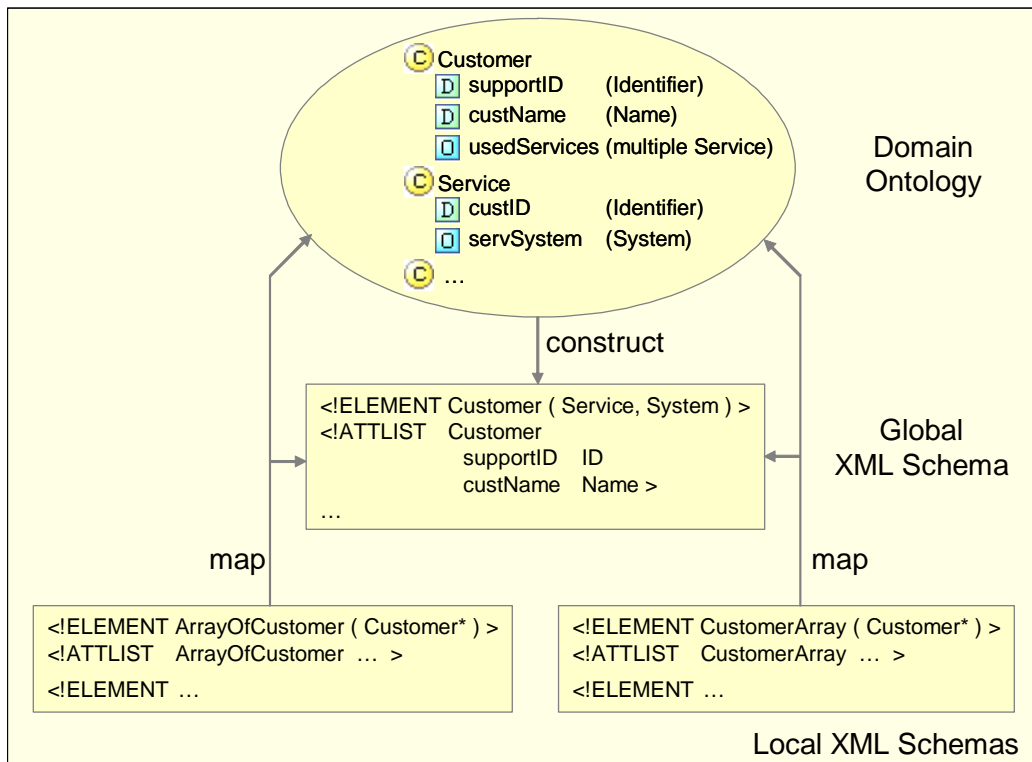 C Customer
D supportID (Identifier)
D custName (Name)
O usedServices (multiple Service)
C Service
D custID (Identifier)
O servSystem (System)
C …
Domain
Ontology
construct
<!ELEMENT Customer ( Service, System ) >
<!ATTLIST Customer
supportID ID
custName Name >
…
Global
XML Schema
map
map
<!ELEMENT ArrayOfCustomer ( Customer* ) >
<!ATTLIST ArrayOfCustomer … >
<!ELEMENT …
<!ELEMENT CustomerArray ( Customer* ) >
<!ATTLIST CustomerArray … >
<!ELEMENT …
Local XML Schemas